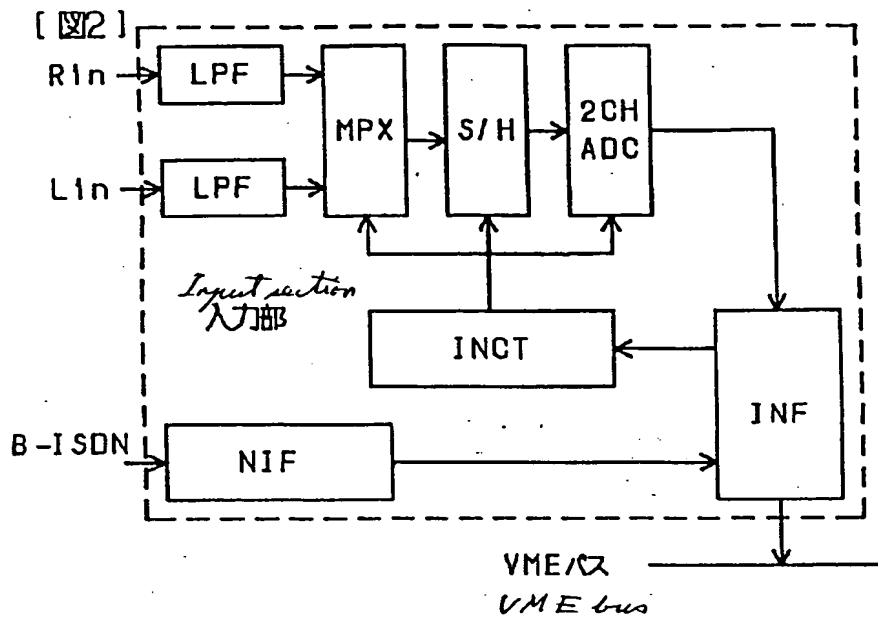 [図2]
Rin
LPF
MPX
S/H
2CH
ADC
Lin
LPF
Input section
入力部
INCT
INF
B-ISDN
NIF
VMEバス
VME bus